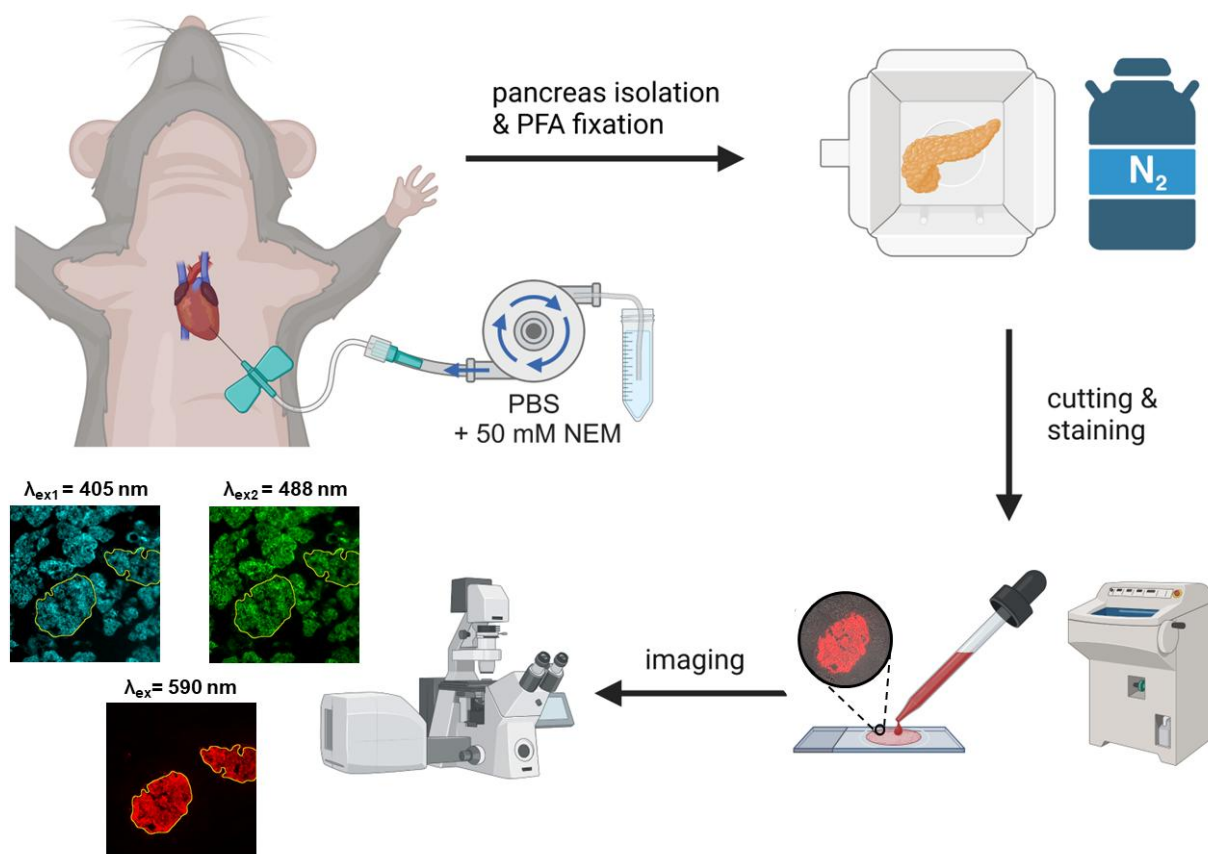 pancreas isolation
& PFA fixation
N₂
PBS
+ 50 mM NEM
cutting &
staining
λex1 = 405 nm
λex2 = 488 nm
λex= 590 nm
imaging